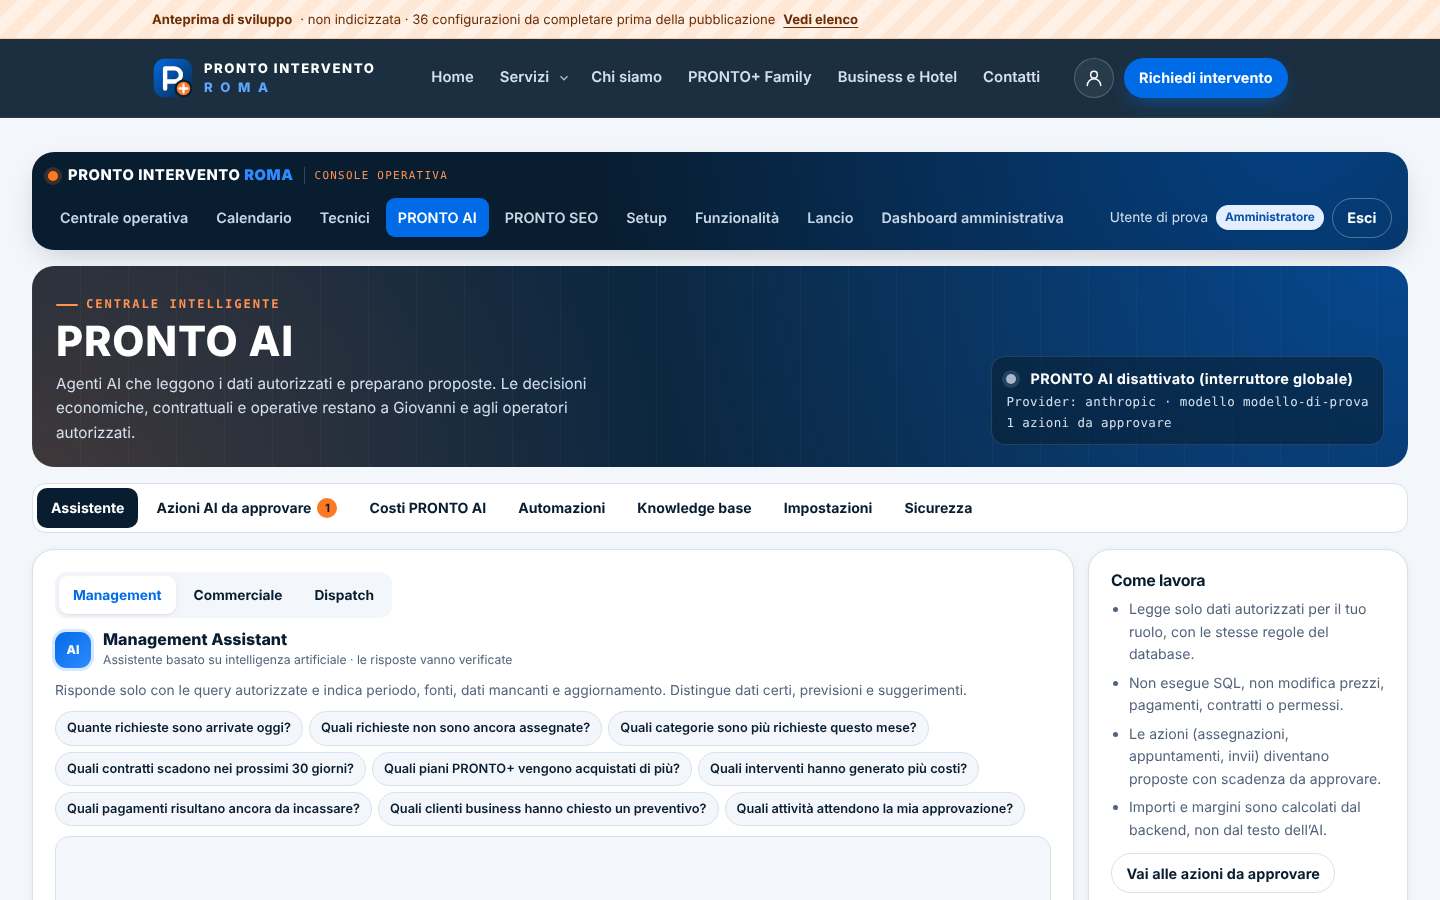 Anteprima di sviluppo · non indicizzata · 36 configurazioni da completare prima della pubblicazione Vedi elenco
PRONTO INTERVENTO
ROMA
Home Servizi Chi siamo PRONTO+ Family Business e Hotel Contatti Richiedi intervento
PRONTO INTERVENTO ROMA CONSOLE OPERATIVA
Centrale operativa Calendario Tecnici PRONTO AI PRONTO SEO Setup Funzionalità Lancio Dashboard amministrativa Utente di prova Amministratore Esci
CENTRALE INTELLIGENTE
PRONTO AI
Agenti AI che leggono i dati autorizzati e preparano proposte. Le decisioni
economiche, contrattuali e operative restano a Giovanni e agli operatori
autorizzati.
PRONTO AI disattivato (interruttore globale)
Provider: anthropic · modello modello-di-prova
1 azioni da approvare
Assistente Azioni AI da approvare 1 Costi PRONTO AI Automazioni Knowledge base Impostazioni Sicurezza
Management Commerciale Dispatch
AI
Management Assistant
Assistente basato su intelligenza artificiale · le risposte vanno verificate
Risponde solo con le query autorizzate e indica periodo, fonti, dati mancanti e aggiornamento. Distingue dati certi, previsioni e suggerimenti.
Quante richieste sono arrivate oggi? Quali richieste non sono ancora assegnate? Quali categorie sono più richieste questo mese?
Quali contratti scadono nei prossimi 30 giorni? Quali piani PRONTO+ vengono acquistati di più? Quali interventi hanno generato più costi?
Quali pagamenti risultano ancora da incassare? Quali clienti business hanno chiesto un preventivo? Quali attività attendono la mia approvazione?
Come lavora
• Legge solo dati autorizzati per il tuo
ruolo, con le stesse regole del
database.
• Non esegue SQL, non modifica prezzi,
pagamenti, contratti o permessi.
• Le azioni (assegnazioni,
appuntamenti, invii) diventano
proposte con scadenza da approvare.
• Importi e margini sono calcolati dal
backend, non dal testo dell'AI.
Vai alle azioni da approvare